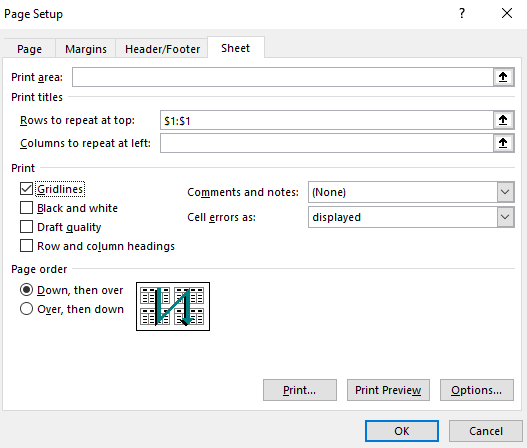 Page Setup ?
Page Margins Header/Footer Sheet
Print area:
Print titles
Rows to repeat at top: $1:$1
Columns to repeat at left:
Print
Gridlines Comments and notes: (None)
Black and white Cell errors as: displayed
Draft quality
Row and column headings
Page order
Down, then over
Over, then down
Print... Print Preview Options...
OK Cancel